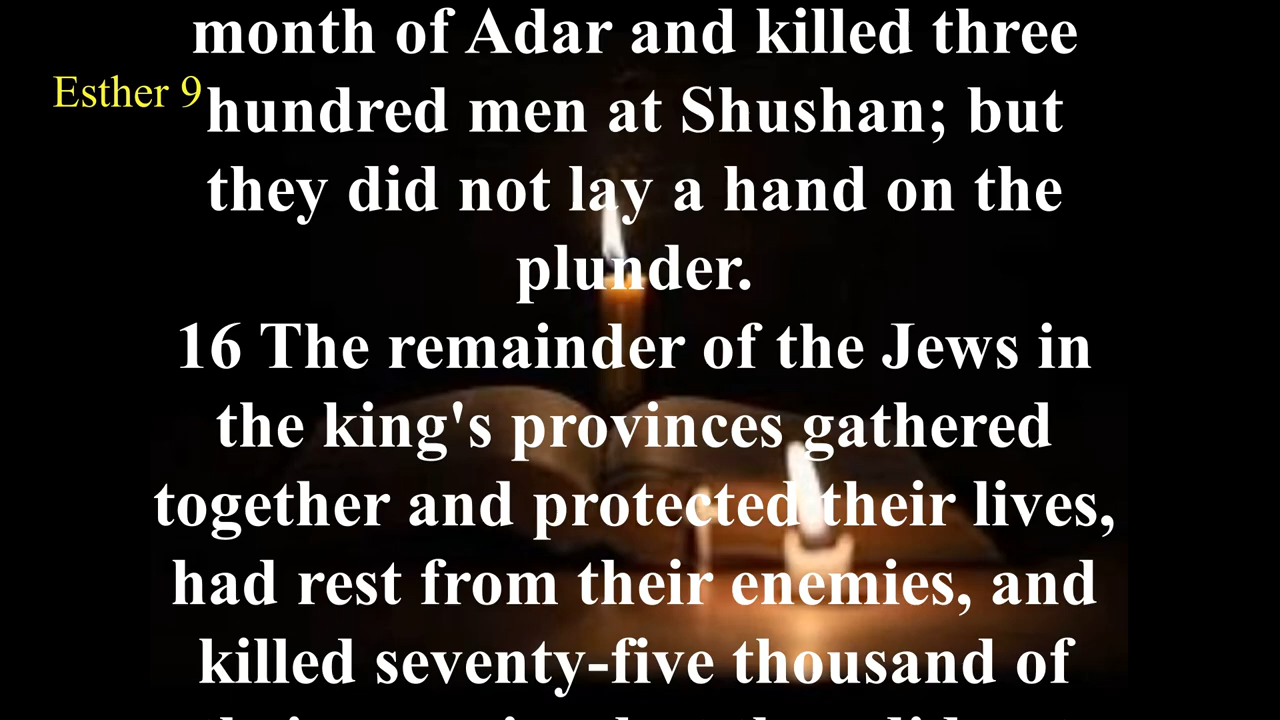 month of Adar and killed three
Esther 9
hundred men at Shushan; but
they did not lay a hand on the
plunder.
16 The remainder of the Jews in
the king's provinces gathered
together and protected their lives,
had rest from their enemies, and
killed seventy-five thousand of